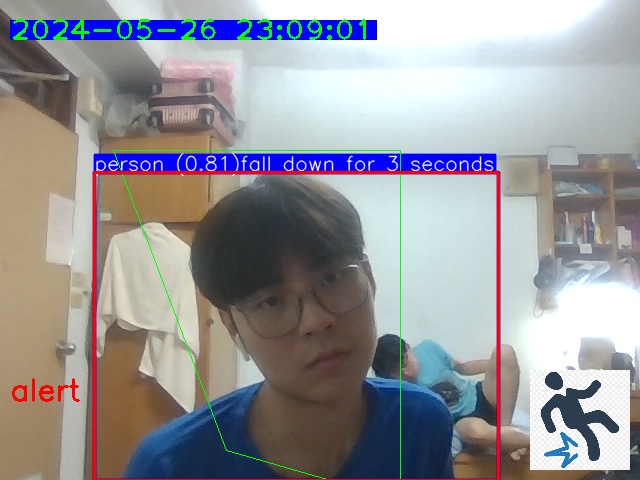 2024-05-26 23:09:01
person (0.81)fall down for 3 seconds
alert